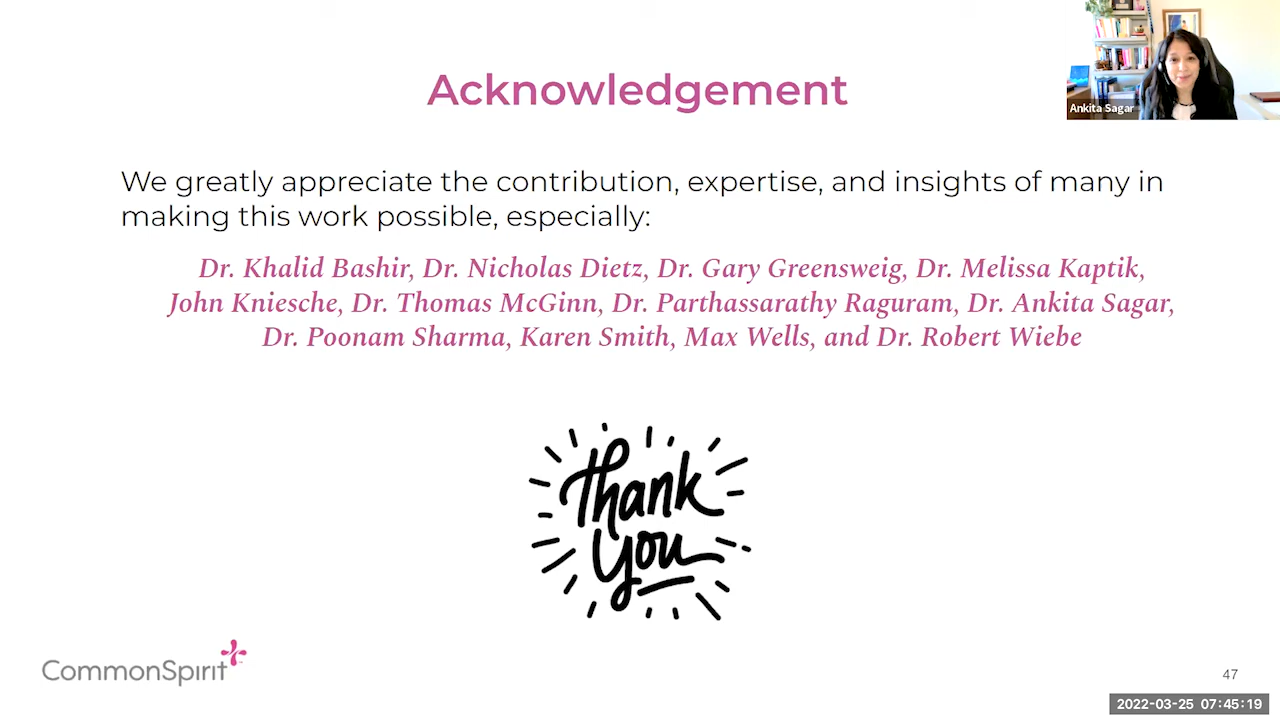 Acknowledgement
Ankita Sagar
We greatly appreciate the contribution, expertise, and insights of many in
making this work possible, especially:
Dr. Khalid Bashir, Dr. Nicholas Dietz, Dr. Gary Greensweig, Dr. Melissa Kaptik,
John Kniesche, Dr. Thomas McGinn, Dr. Parthassarathy Raguram, Dr. Ankita Sagar,
Dr. Poonam Sharma, Karen Smith, Max Wells, and Dr. Robert Wiebe
Thank
you
CommonSpirit
47
2022-03-25 07:45:19